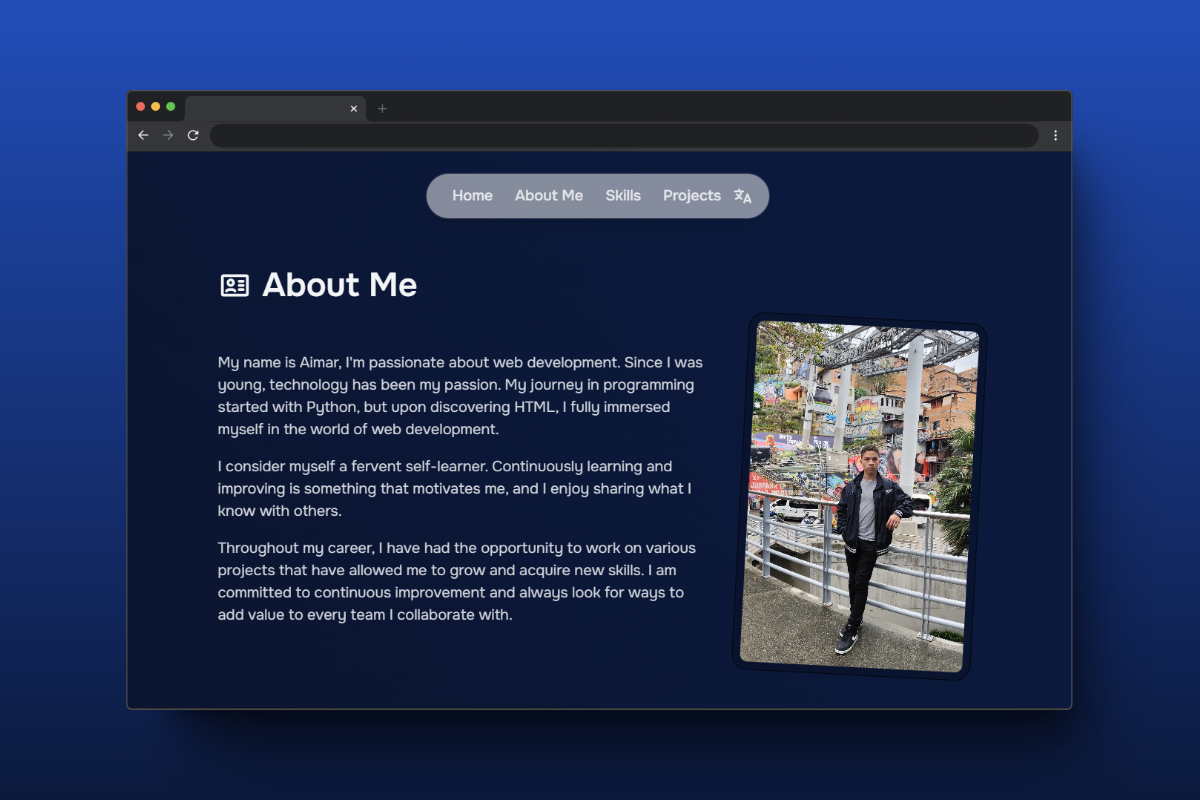 Home About Me Skills Projects
About Me
My name is Aimar, I'm passionate about web development. Since I was
young, technology has been my passion. My journey in programming
started with Python, but upon discovering HTML, I fully immersed
myself in the world of web development.
I consider myself a fervent self-learner. Continuously learning and
improving is something that motivates me, and I enjoy sharing what I
know with others.
Throughout my career, I have had the opportunity to work on various
projects that have allowed me to grow and acquire new skills. I am
committed to continuous improvement and always look for ways to
add value to every team I collaborate with.